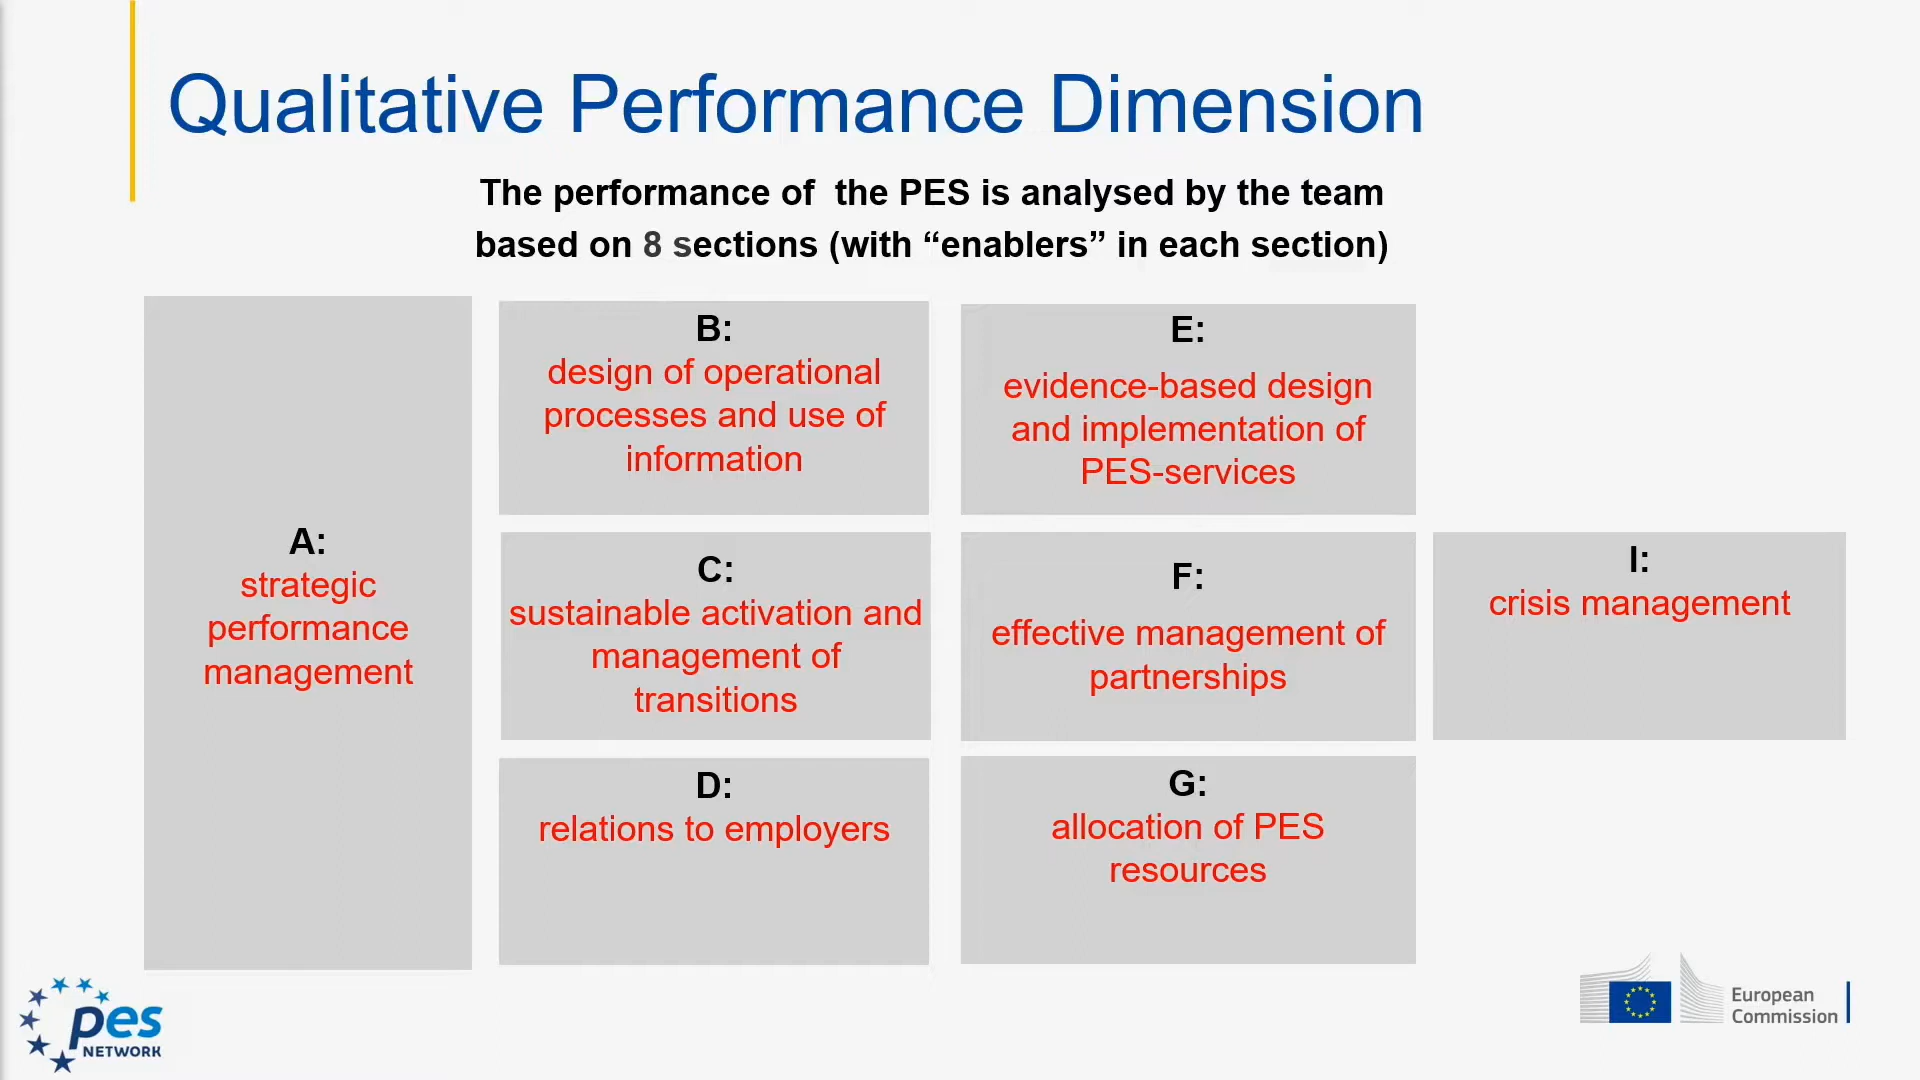 Qualitative Performance Dimension
The performance of  the PES is analysed by the team
based on 8 sections (with “enablers” in each section)
A:
strategic
performance
management
B:
design of operational
processes and use of
information
C:
sustainable activation and
management of
transitions
D:
relations to employers
E:
evidence-based design
and implementation of
PES-services
F:
effective management of
partnerships
G:
allocation of PES
resources
I:
crisis management
pes
NETWORK
European
Commission